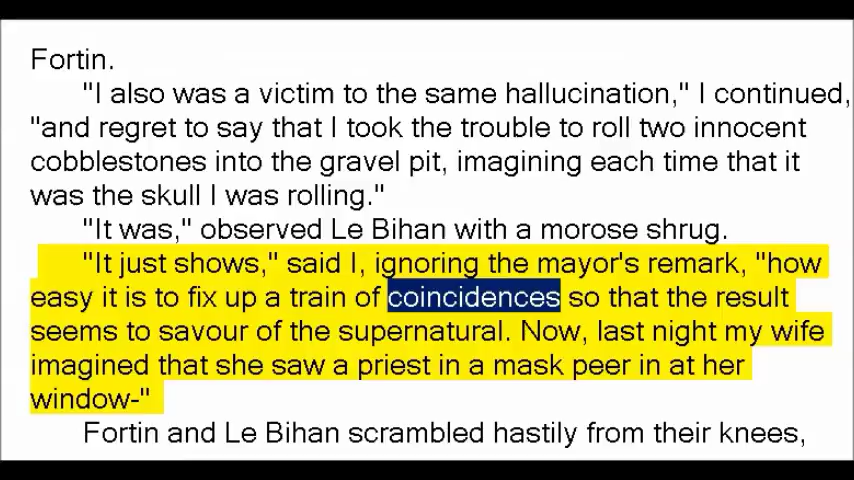 Fortin.
"I also was a victim to the same hallucination," I continued,
"and regret to say that I took the trouble to roll two innocent
cobblestones into the gravel pit, imagining each time that it
was the skull I was rolling."
"It was," observed Le Bihan with a morose shrug.
"It just shows," said I, ignoring the mayor's remark, "how
easy it is to fix up a train of coincidences so that the result
seems to savour of the supernatural. Now, last night my wife
imagined that she saw a priest in a mask peer in at her
window-"
Fortin and Le Bihan scrambled hastily from their knees,